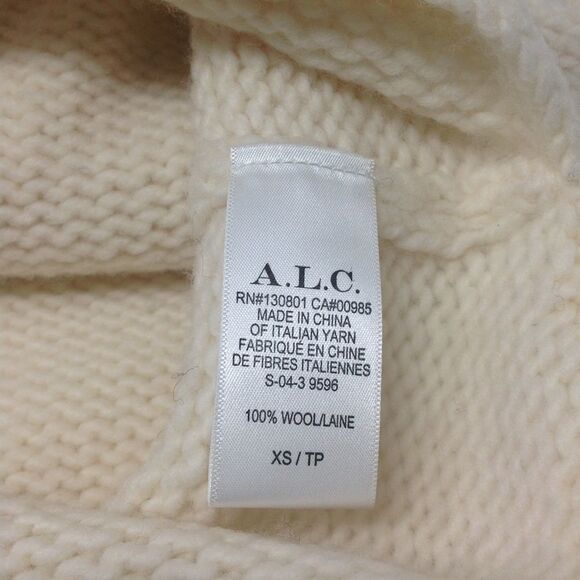 A.L.C.
RN#130801 CA#00985
MADE IN CHINA
OF ITALIAN YARN
FABRIQUÉ EN CHINE
DE FIBRES ITALIENNES
S-04-3 9596
100% WOOL/LAINE
XS / TP